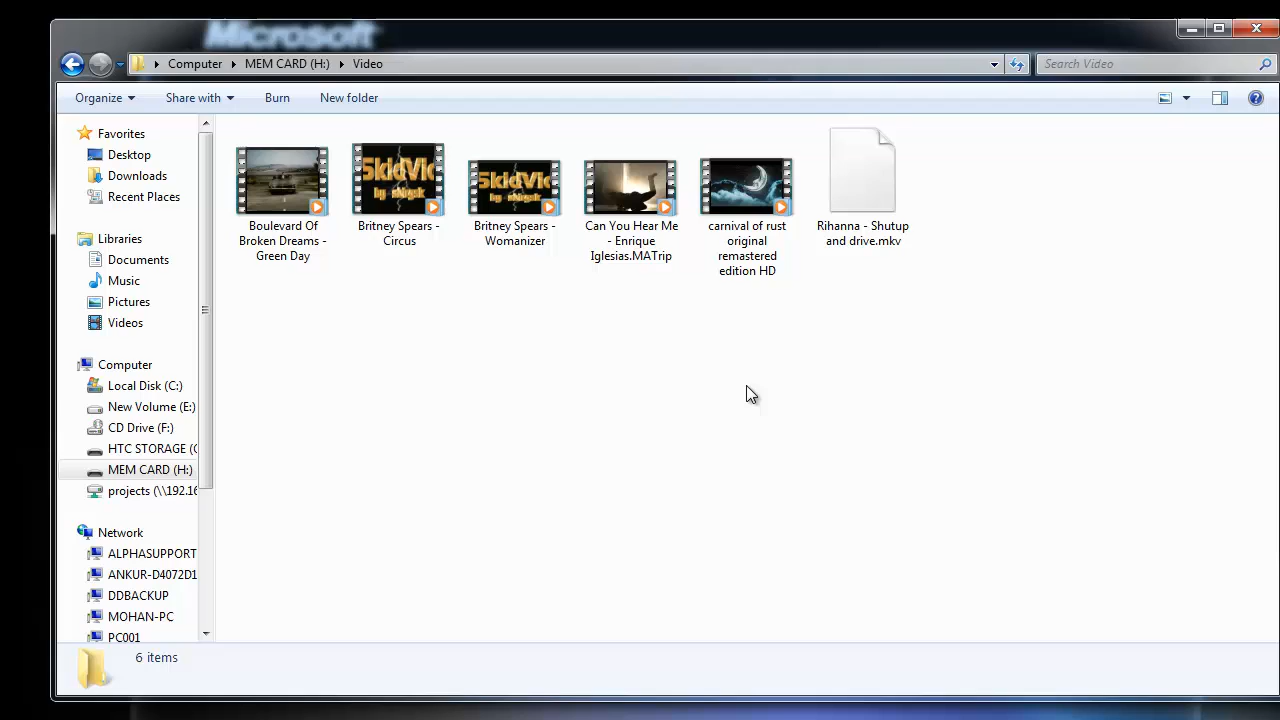 Microsoft
Computer
MEM CARD (H:)
Video
Search Video
Organize
Share with
Burn
New folder
Favorites
Desktop
Downloads
Recent Places
Libraries
Documents
Music
Pictures
Videos
Computer
Local Disk (C:)
New Volume (E:)
CD Drive (F:)
HTC STORAGE (
MEM CARD (H:)
projects (\\192.16
Network
ALPHASUPPORT
ANKUR-D4072D1
DDBACKUP
MOHAN-PC
PC001
Boulevard Of
Broken Dreams -
Green Day
Britney Spears -
Circus
Britney Spears -
Womanizer
Can You Hear Me
- Enrique
Iglesias.MATrip
carnival of rust
original
remastered
edition HD
Rihanna - Shutup
and drive.mkv
6 items